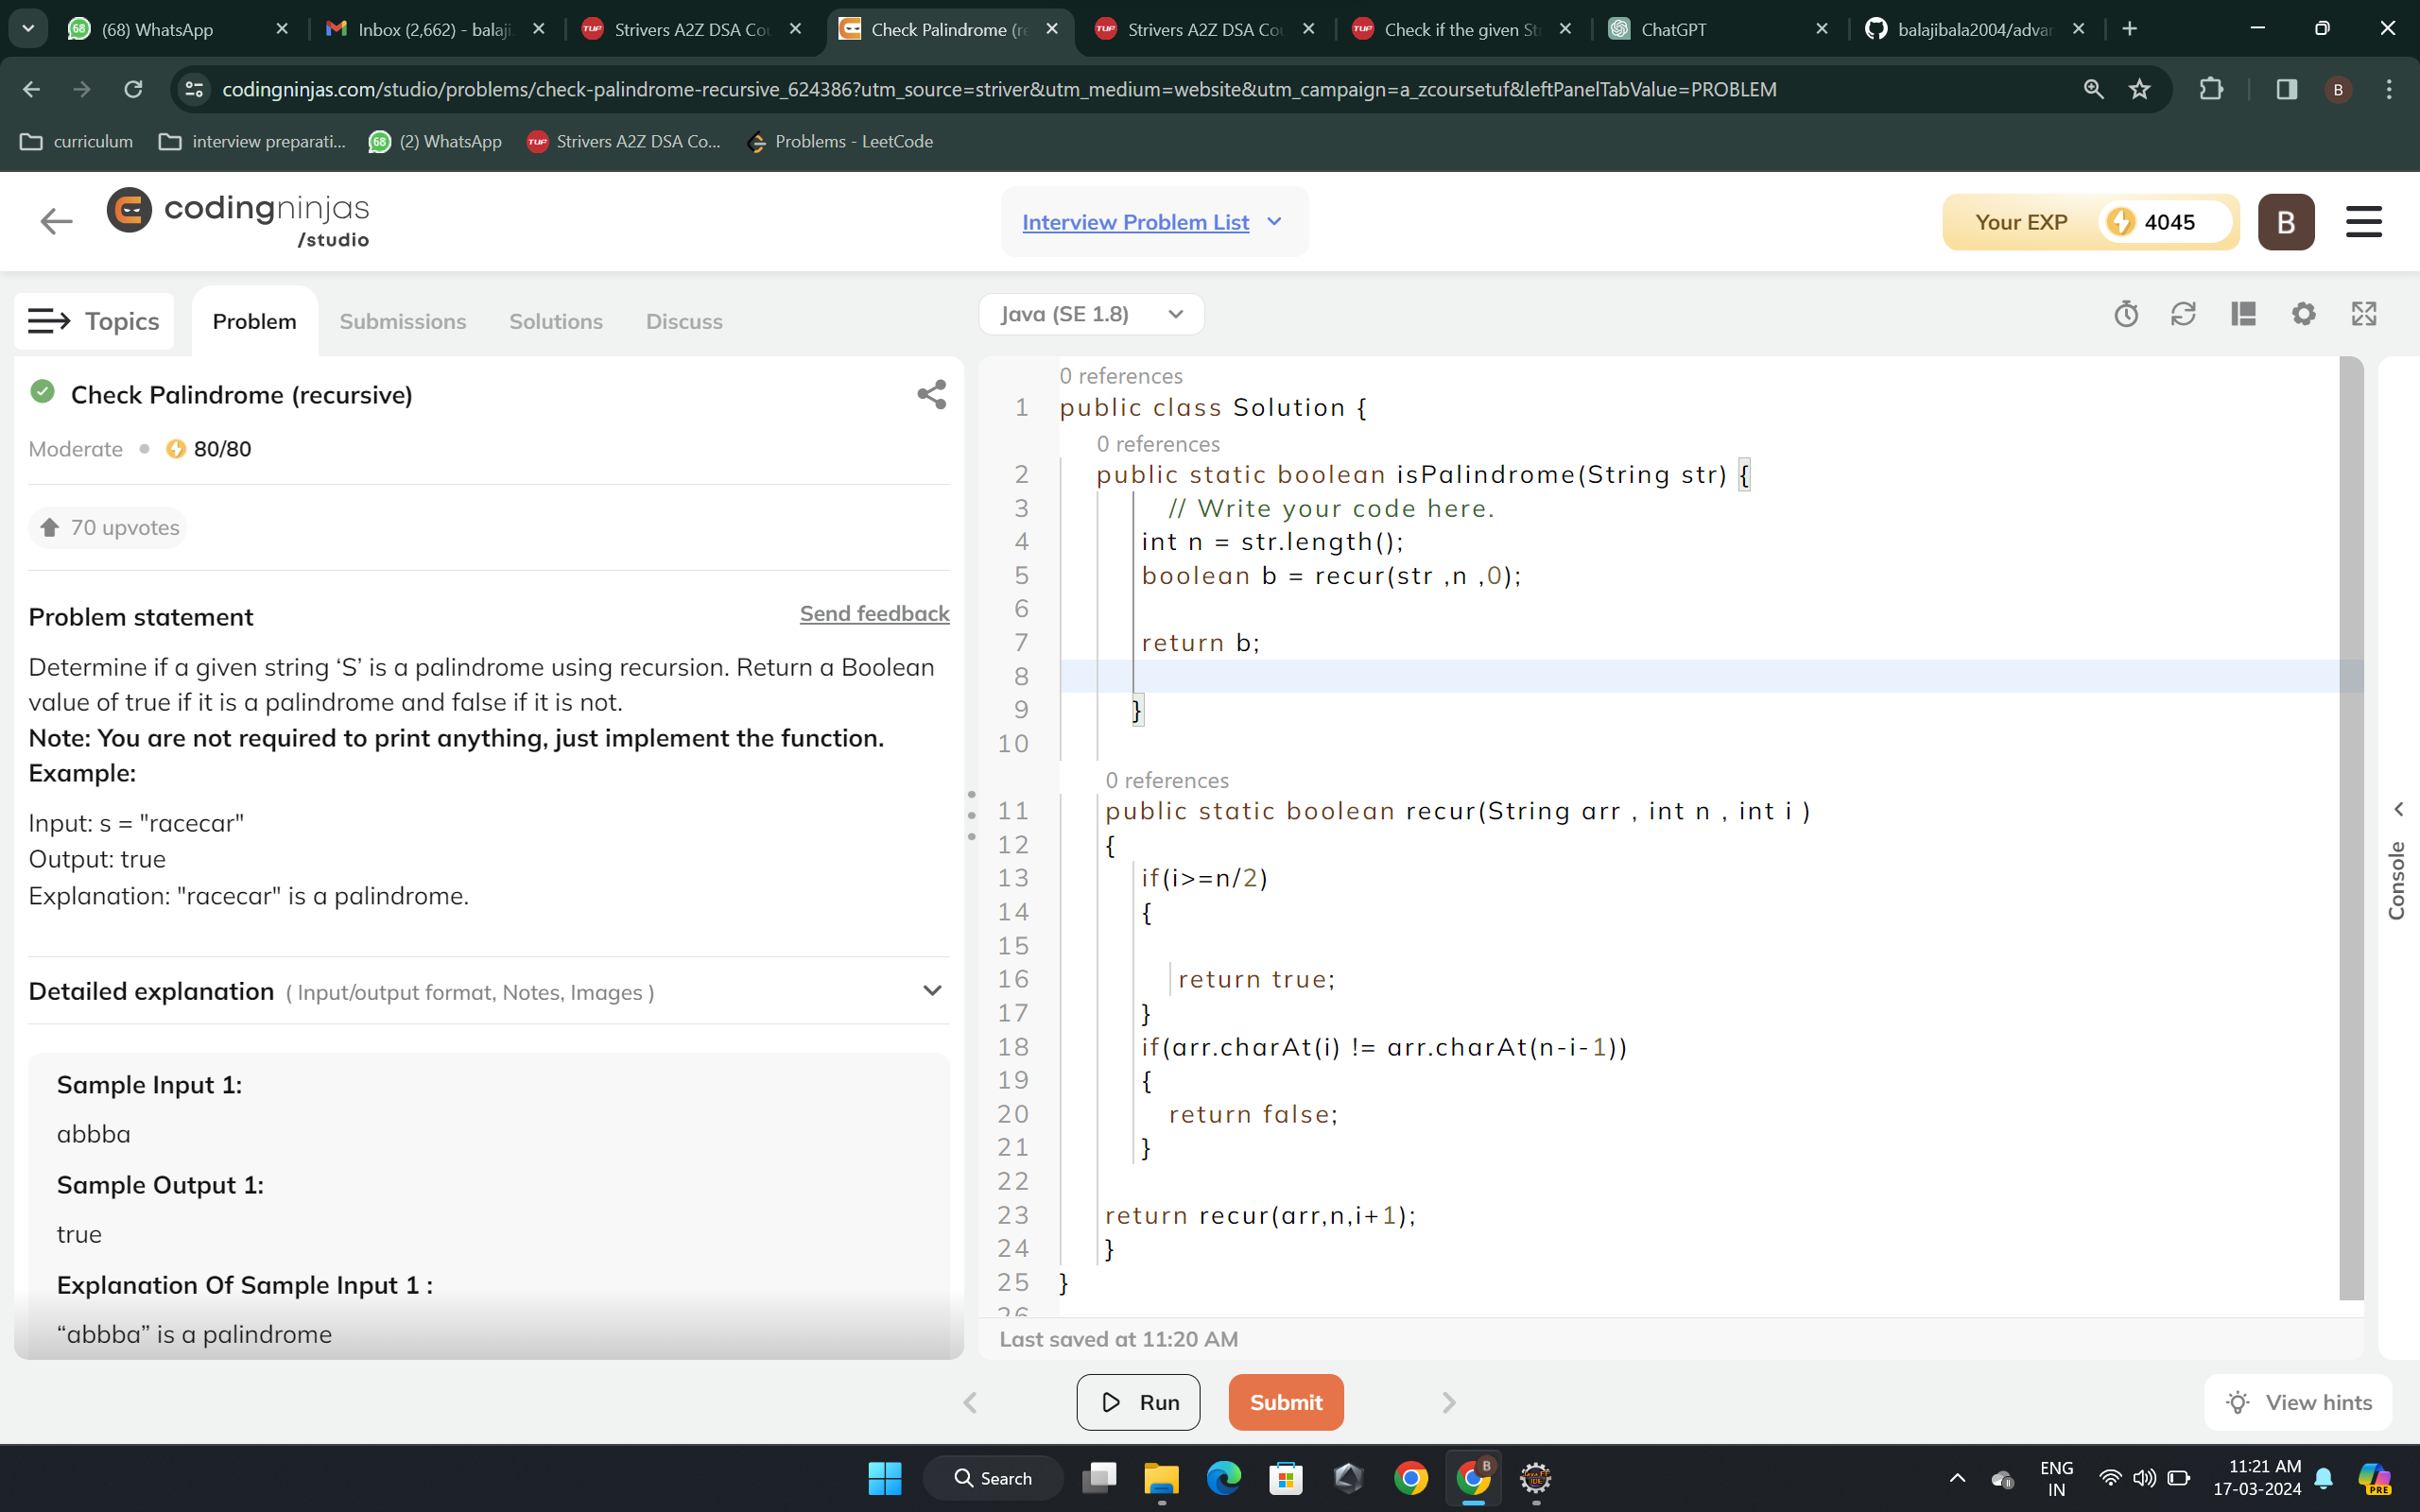 (68) WhatsApp
Inbox (2,662) - balaji.
Strivers A2Z DSA Co
Check Palindrome (re
Strivers A2Z DSA Co
Check if the given St
ChatGPT
balajibala2004/advan
codingninjas.com/studio/problems/check-palindrome-recursive_624386?utm_source=striver&utm_medium=website&utm_campaign=a_zcoursetuf&leftPanelTabValue=PROBLEM
B
curriculum
interview preparati...
(2) WhatsApp
Strivers A2Z DSA Co...
Problems - LeetCode
codingninjas
/studio
Interview Problem List
Your EXP
4045
B
Topics
Problem
Submissions
Solutions
Discuss
Java (SE 1.8)
Check Palindrome (recursive)
Moderate
80/80
70 upvotes
Problem statement
Send feedback
Determine if a given string ‘S’ is a palindrome using recursion. Return a Boolean
value of true if it is a palindrome and false if it is not.
Note: You are not required to print anything, just implement the function.
Example:
Input: s = "racecar"
Output: true
Explanation: "racecar" is a palindrome.
Detailed explanation ( Input/output format, Notes, Images )
Sample Input 1:
abbba
Sample Output 1:
true
Explanation Of Sample Input 1 :
“abbba” is a palindrome
0 references
1 public class Solution {
0 references
2 public static boolean isPalindrome(String str) {
3 // Write your code here.
4 int n = str.length();
5 boolean b = recur(str ,n ,0);
6
7 return b;
8
9 }
10
0 references
11 public static boolean recur(String arr , int n , int i )
12 {
13 if(i>=n/2)
14 {
15
16 return true;
17 }
18 if(arr.charAt(i) != arr.charAt(n-i-1))
19 {
20 return false;
21 }
22
23 return recur(arr,n,i+1);
24 }
25 }
26
Last saved at 11:20 AM
Console
Run
Submit
View hints
Search
ENG
IN
11:21 AM
17-03-2024
PRE